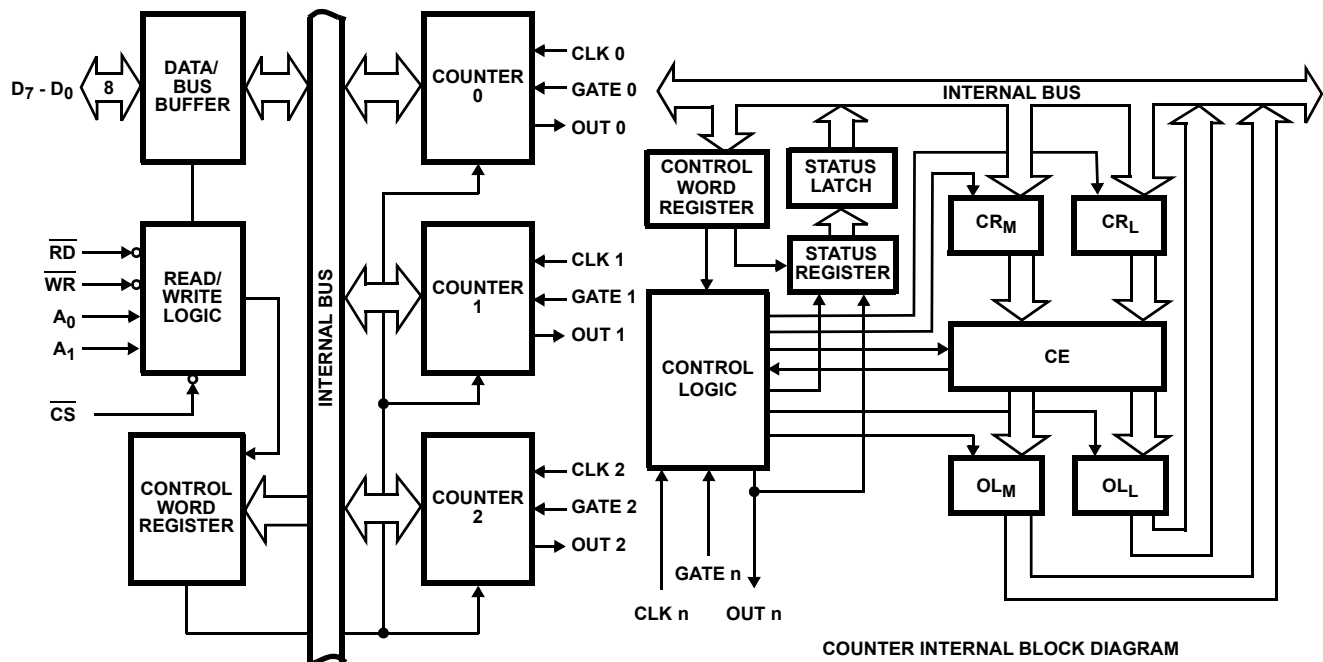 D7 - D0
8
DATA/
BUS
BUFFER
INTERNAL BUS
COUNTER
0
CLK 0
GATE 0
OUT 0
RD
WR
A0
A1
CS
READ/
WRITE
LOGIC
COUNTER
1
CLK 1
GATE 1
OUT 1
CONTROL
WORD
REGISTER
COUNTER
2
CLK 2
GATE 2
OUT 2
INTERNAL BUS
CONTROL
WORD
REGISTER
STATUS
LATCH
STATUS
REGISTER
CRM
CRL
CONTROL
LOGIC
CE
OLM
OLL
GATE n
CLK n
OUT n
COUNTER INTERNAL BLOCK DIAGRAM